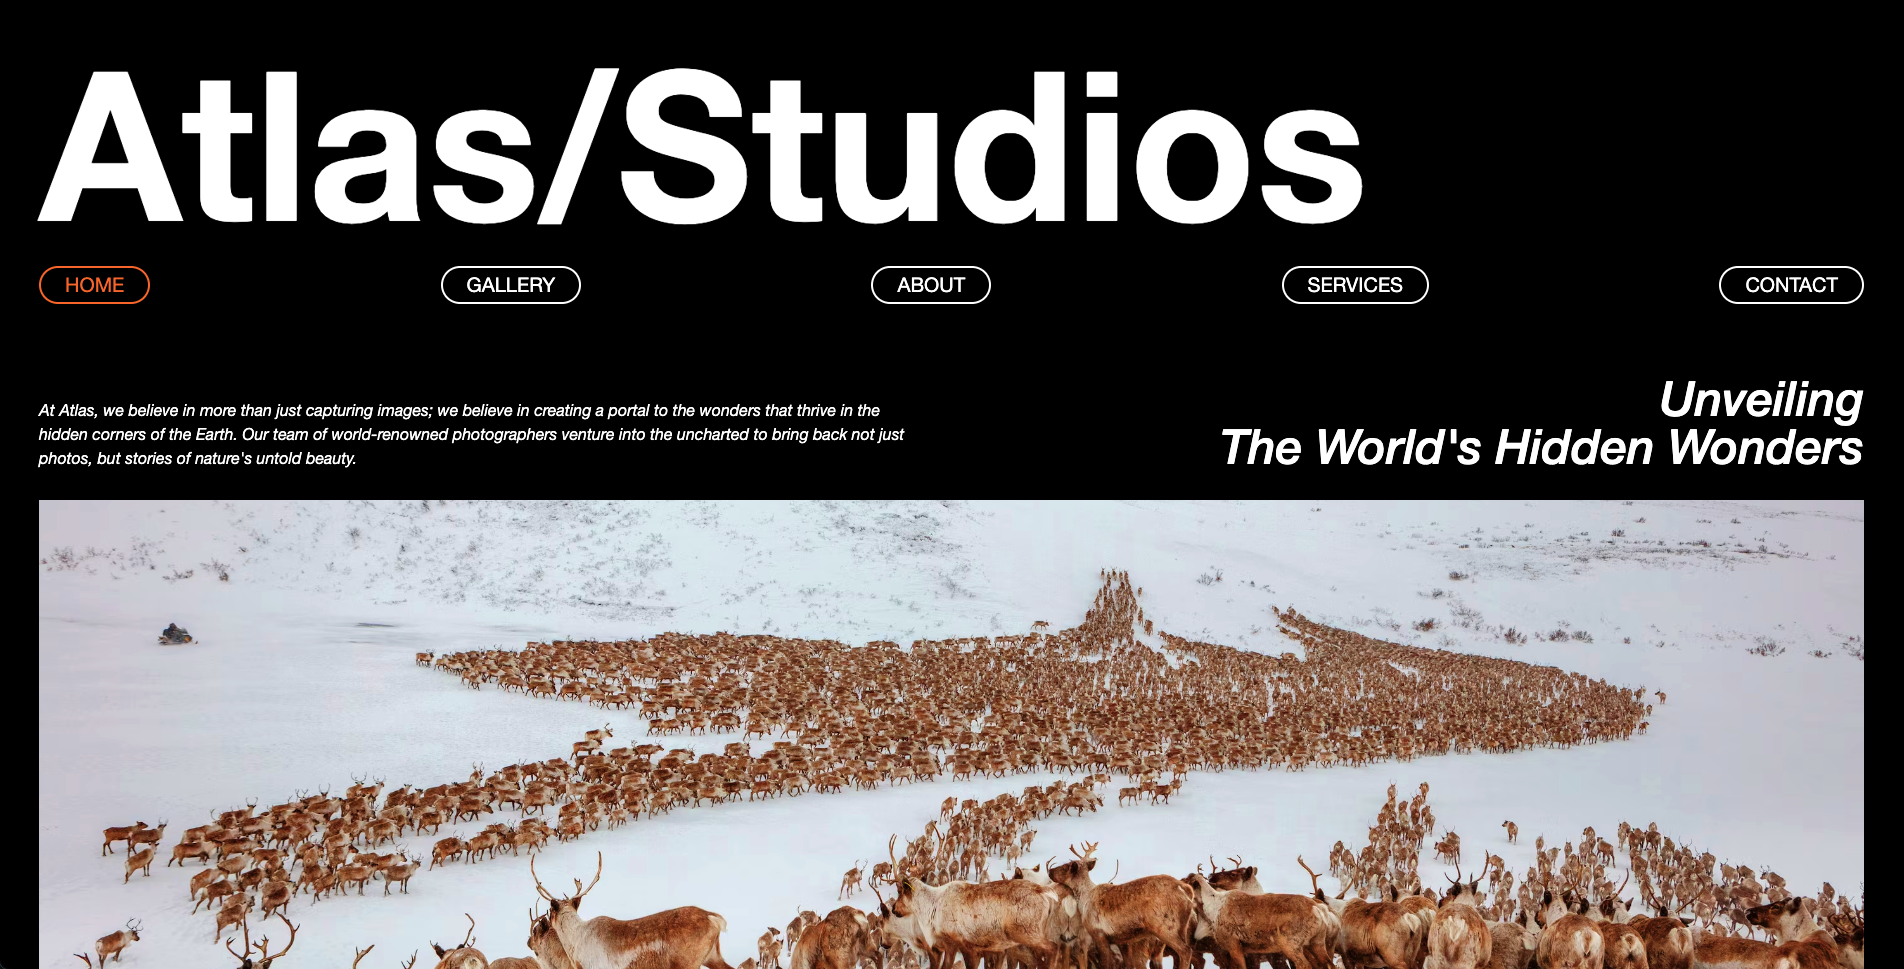 Atlas/Studios
HOME
GALLERY
ABOUT
SERVICES
CONTACT
At Atlas, we believe in more than just capturing images; we believe in creating a portal to the wonders that thrive in the
hidden corners of the Earth. Our team of world-renowned photographers venture into the uncharted to bring back not just
photos, but stories of nature's untold beauty.
Unveiling
The World's Hidden Wonders